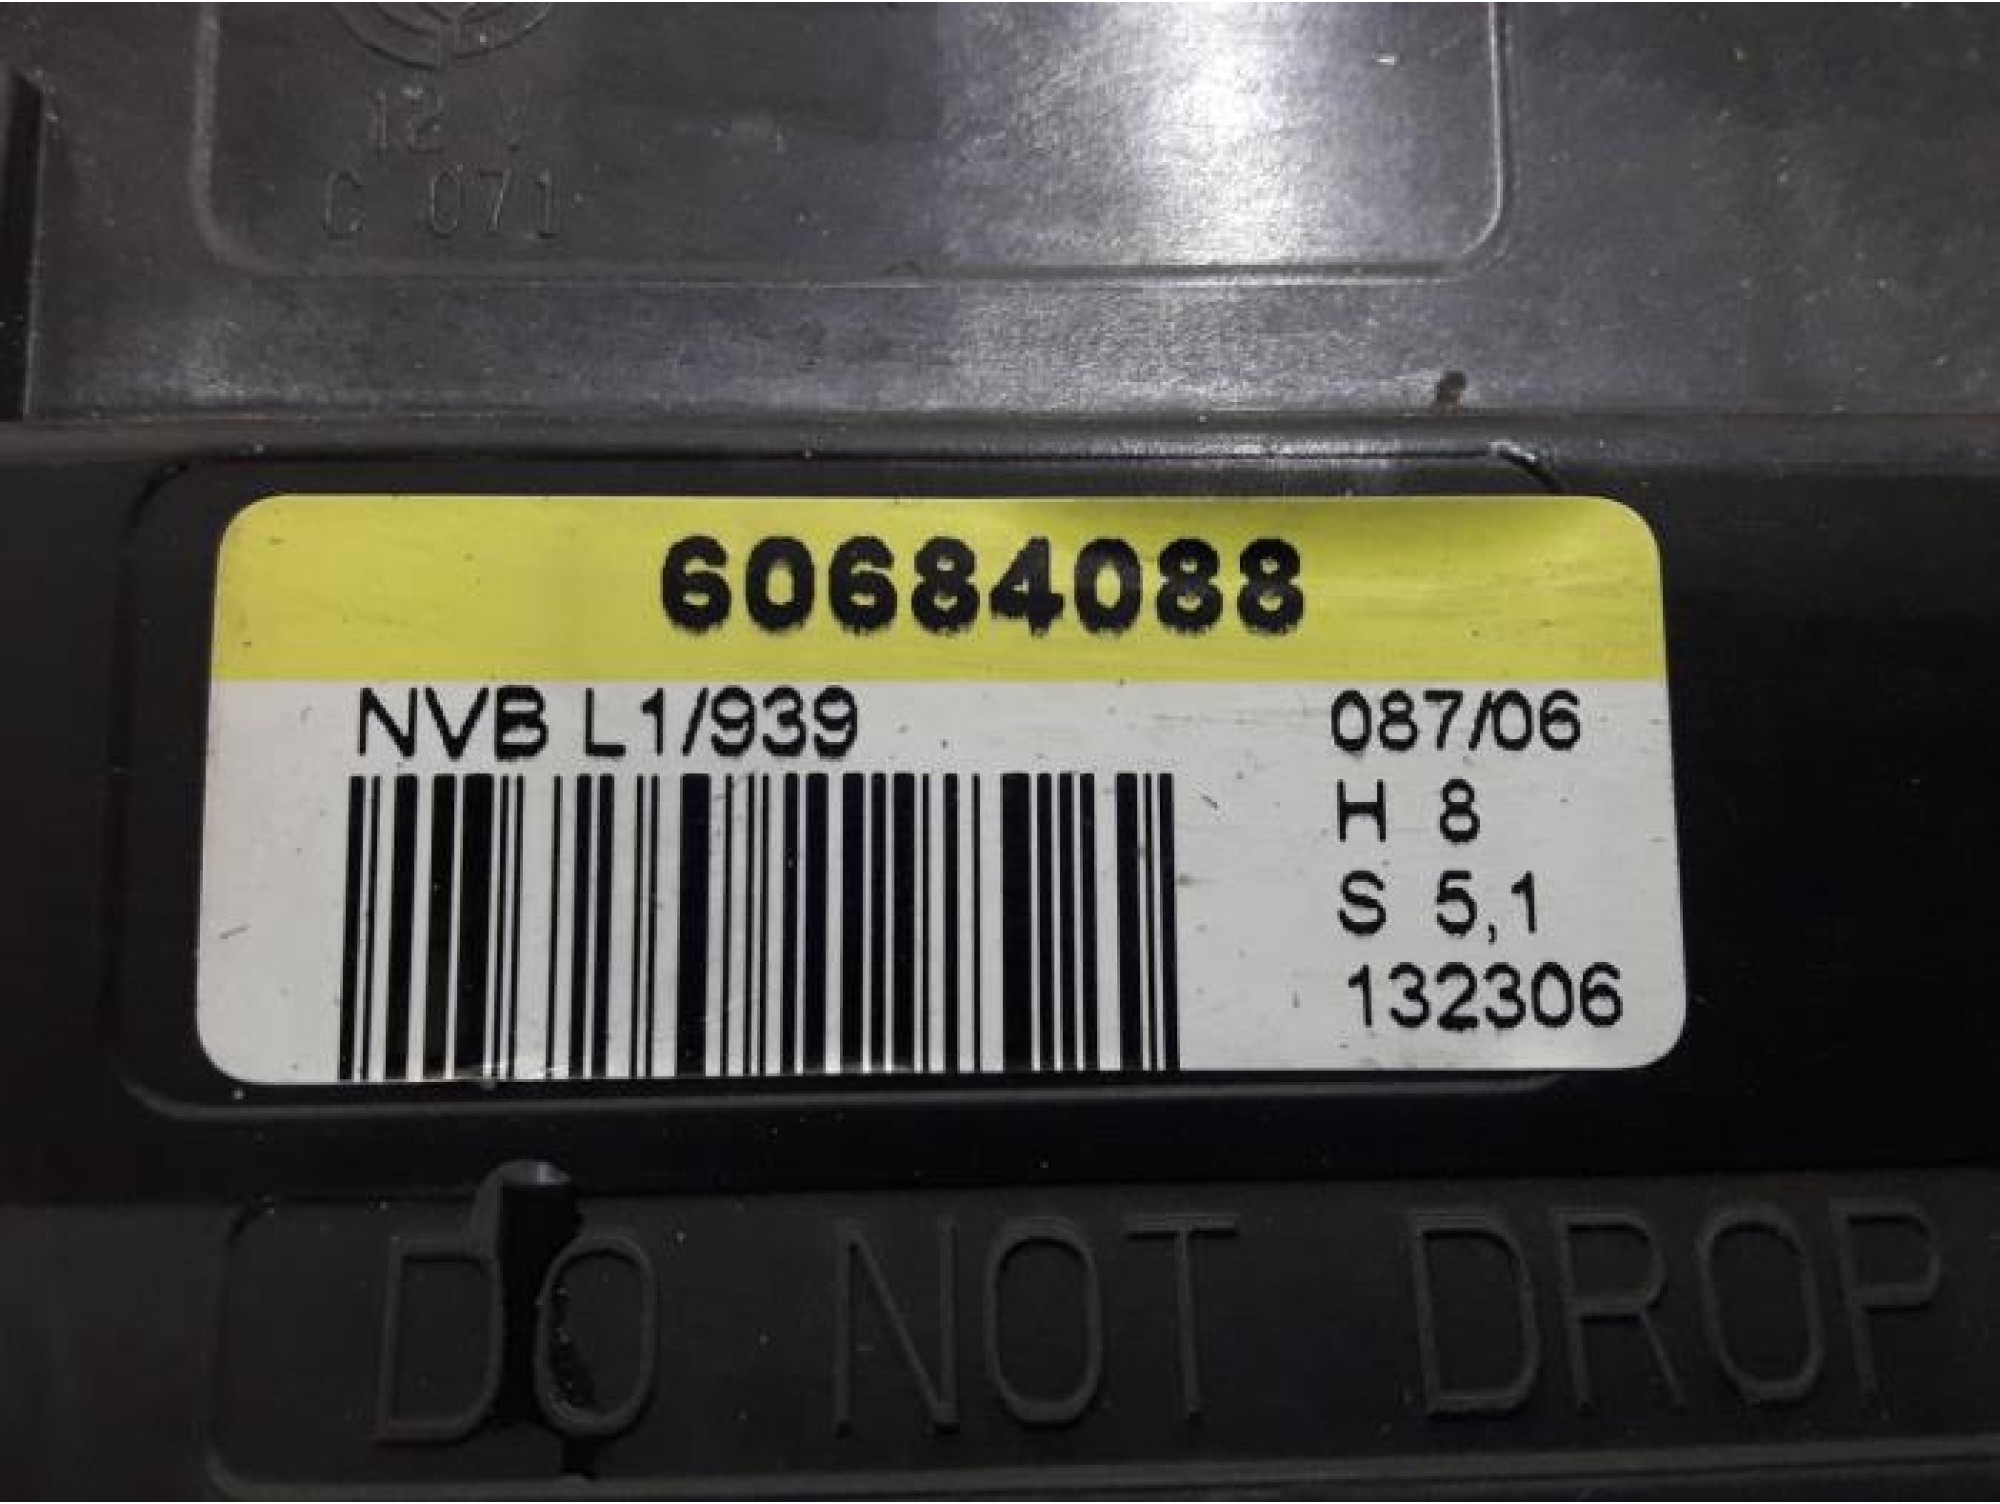 12 V
C 071
60684088
NVB L1/939
087/06
H 8
S 5,1
132306
DO NOT DROP